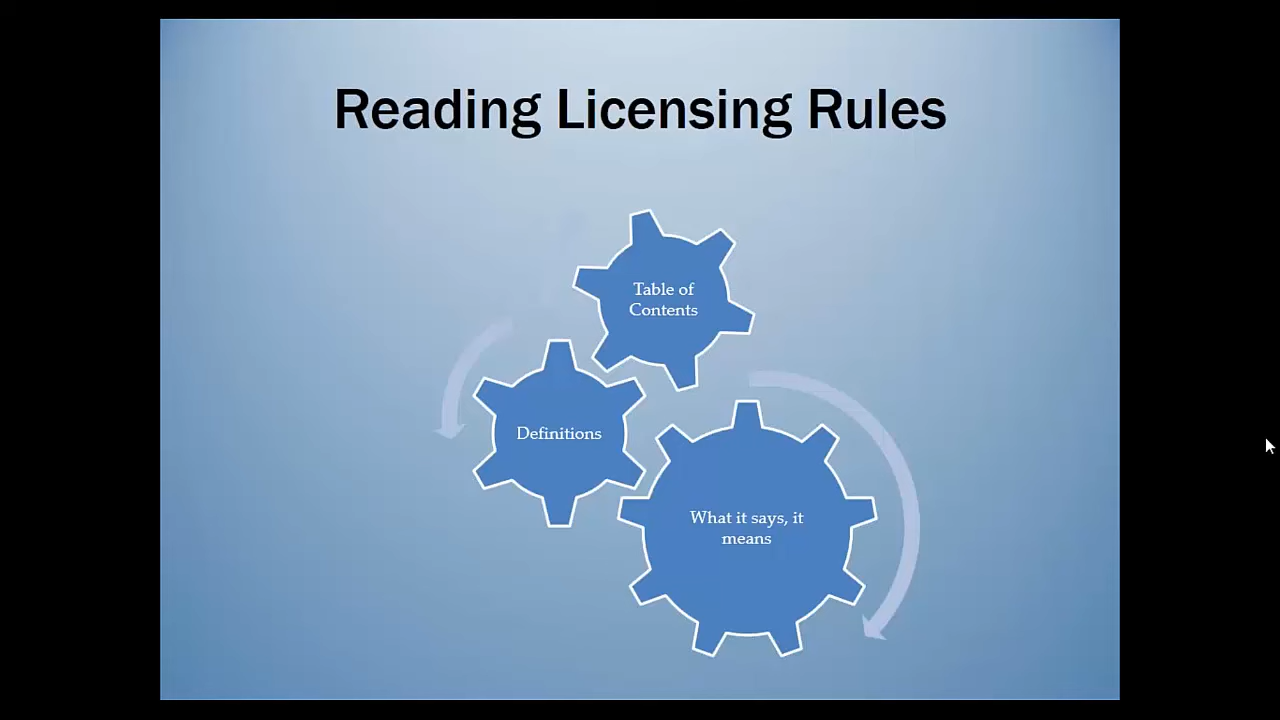 Reading Licensing Rules
Table of
Contents
Definitions
What it says, it
means